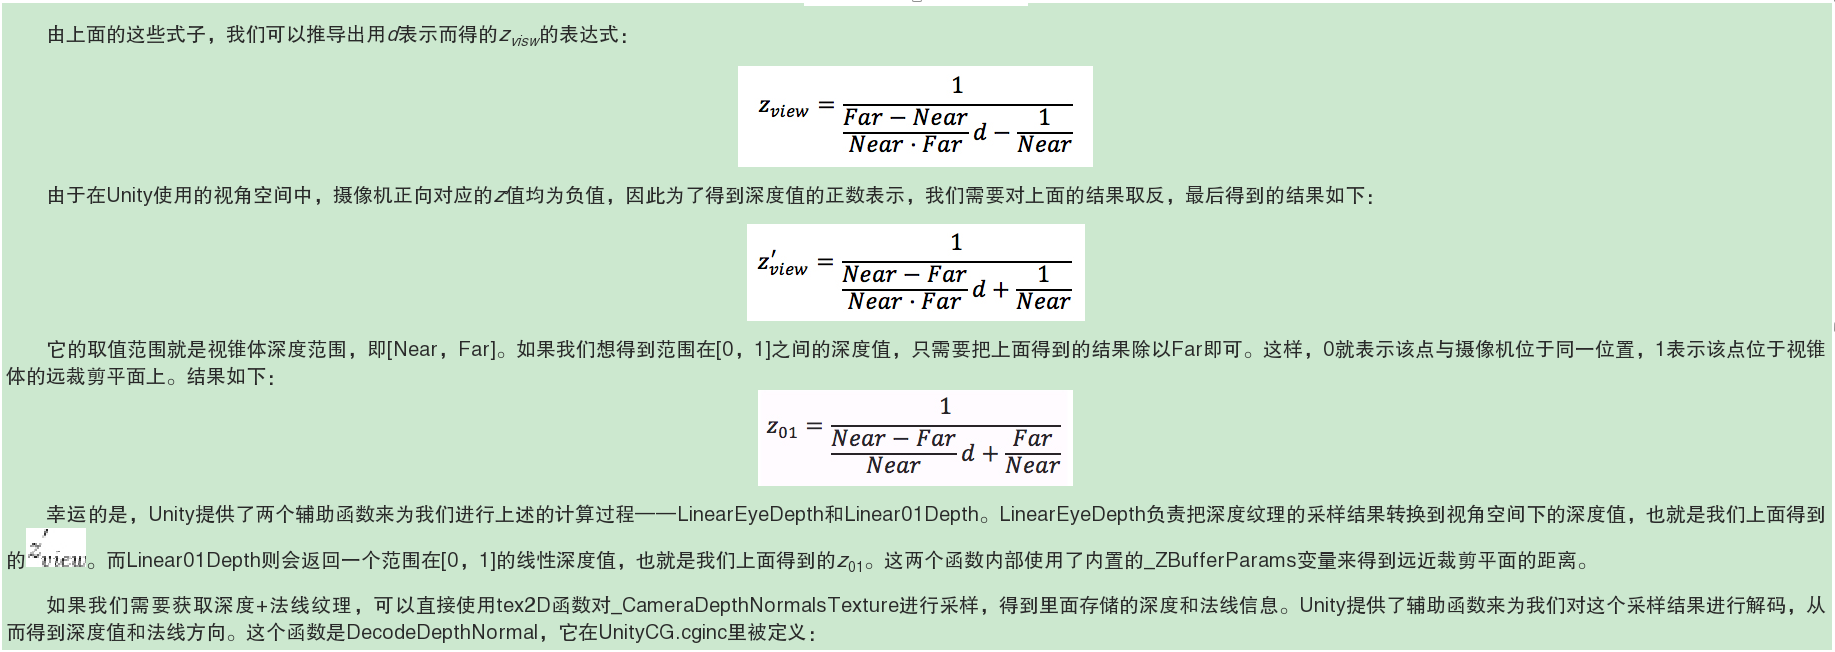 由上面的这些式子，我们可以推导出用d表示而得的z_visw的表达式：
z_view = 1 / ((Far − Near)/(Near · Far) d − 1/Near)
由于在Unity使用的视角空间中，摄像机正向对应的z值均为负值，因此为了得到深度值的正数表示，我们需要对上面的结果取反，最后得到的结果如下：
z'_view = 1 / ((Near − Far)/(Near · Far) d + 1/Near)
它的取值范围就是视锥体深度范围，即[Near，Far]。如果我们想得到范围在[0，1]之间的深度值，只需要把上面得到的结果除以Far即可。这样，0就表示该点与摄像机位于同一位置，1表示该点位于视锥
体的远裁剪平面上。结果如下：
z_01 = 1 / ((Near − Far)/Near d + Far/Near)
幸运的是，Unity提供了两个辅助函数来为我们进行上述的计算过程——LinearEyeDepth和Linear01Depth。LinearEyeDepth负责把深度纹理的采样结果转换到视角空间下的深度值，也就是我们上面得到
的z'_view。而Linear01Depth则会返回一个范围在[0，1]的线性深度值，也就是我们上面得到的z_01。这两个函数内部使用了内置的_ZBufferParams变量来得到远近裁剪平面的距离。
如果我们需要获取深度+法线纹理，可以直接使用tex2D函数对_CameraDepthNormalsTexture进行采样，得到里面存储的深度和法线信息。Unity提供了辅助函数来为我们对这个采样结果进行解码，从
而得到深度值和法线方向。这个函数是DecodeDepthNormal，它在UnityCG.cginc里被定义：